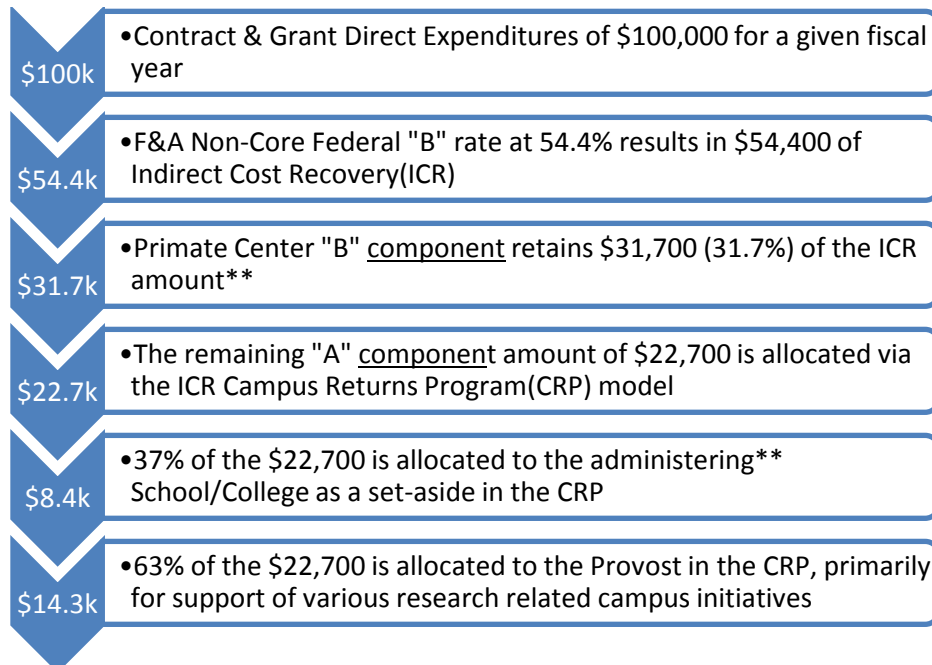 $100k
•Contract & Grant Direct Expenditures of $100,000 for a given fiscal
year
$54.4k
•F&A Non-Core Federal "B" rate at 54.4% results in $54,400 of
Indirect Cost Recovery(ICR)
$31.7k
•Primate Center "B" component retains $31,700 (31.7%) of the ICR
amount**
$22.7k
•The remaining "A" component amount of $22,700 is allocated via
the ICR Campus Returns Program(CRP) model
$8.4k
•37% of the $22,700 is allocated to the administering**
School/College as a set-aside in the CRP
$14.3k
•63% of the $22,700 is allocated to the Provost in the CRP, primarily
for support of various research related campus initiatives